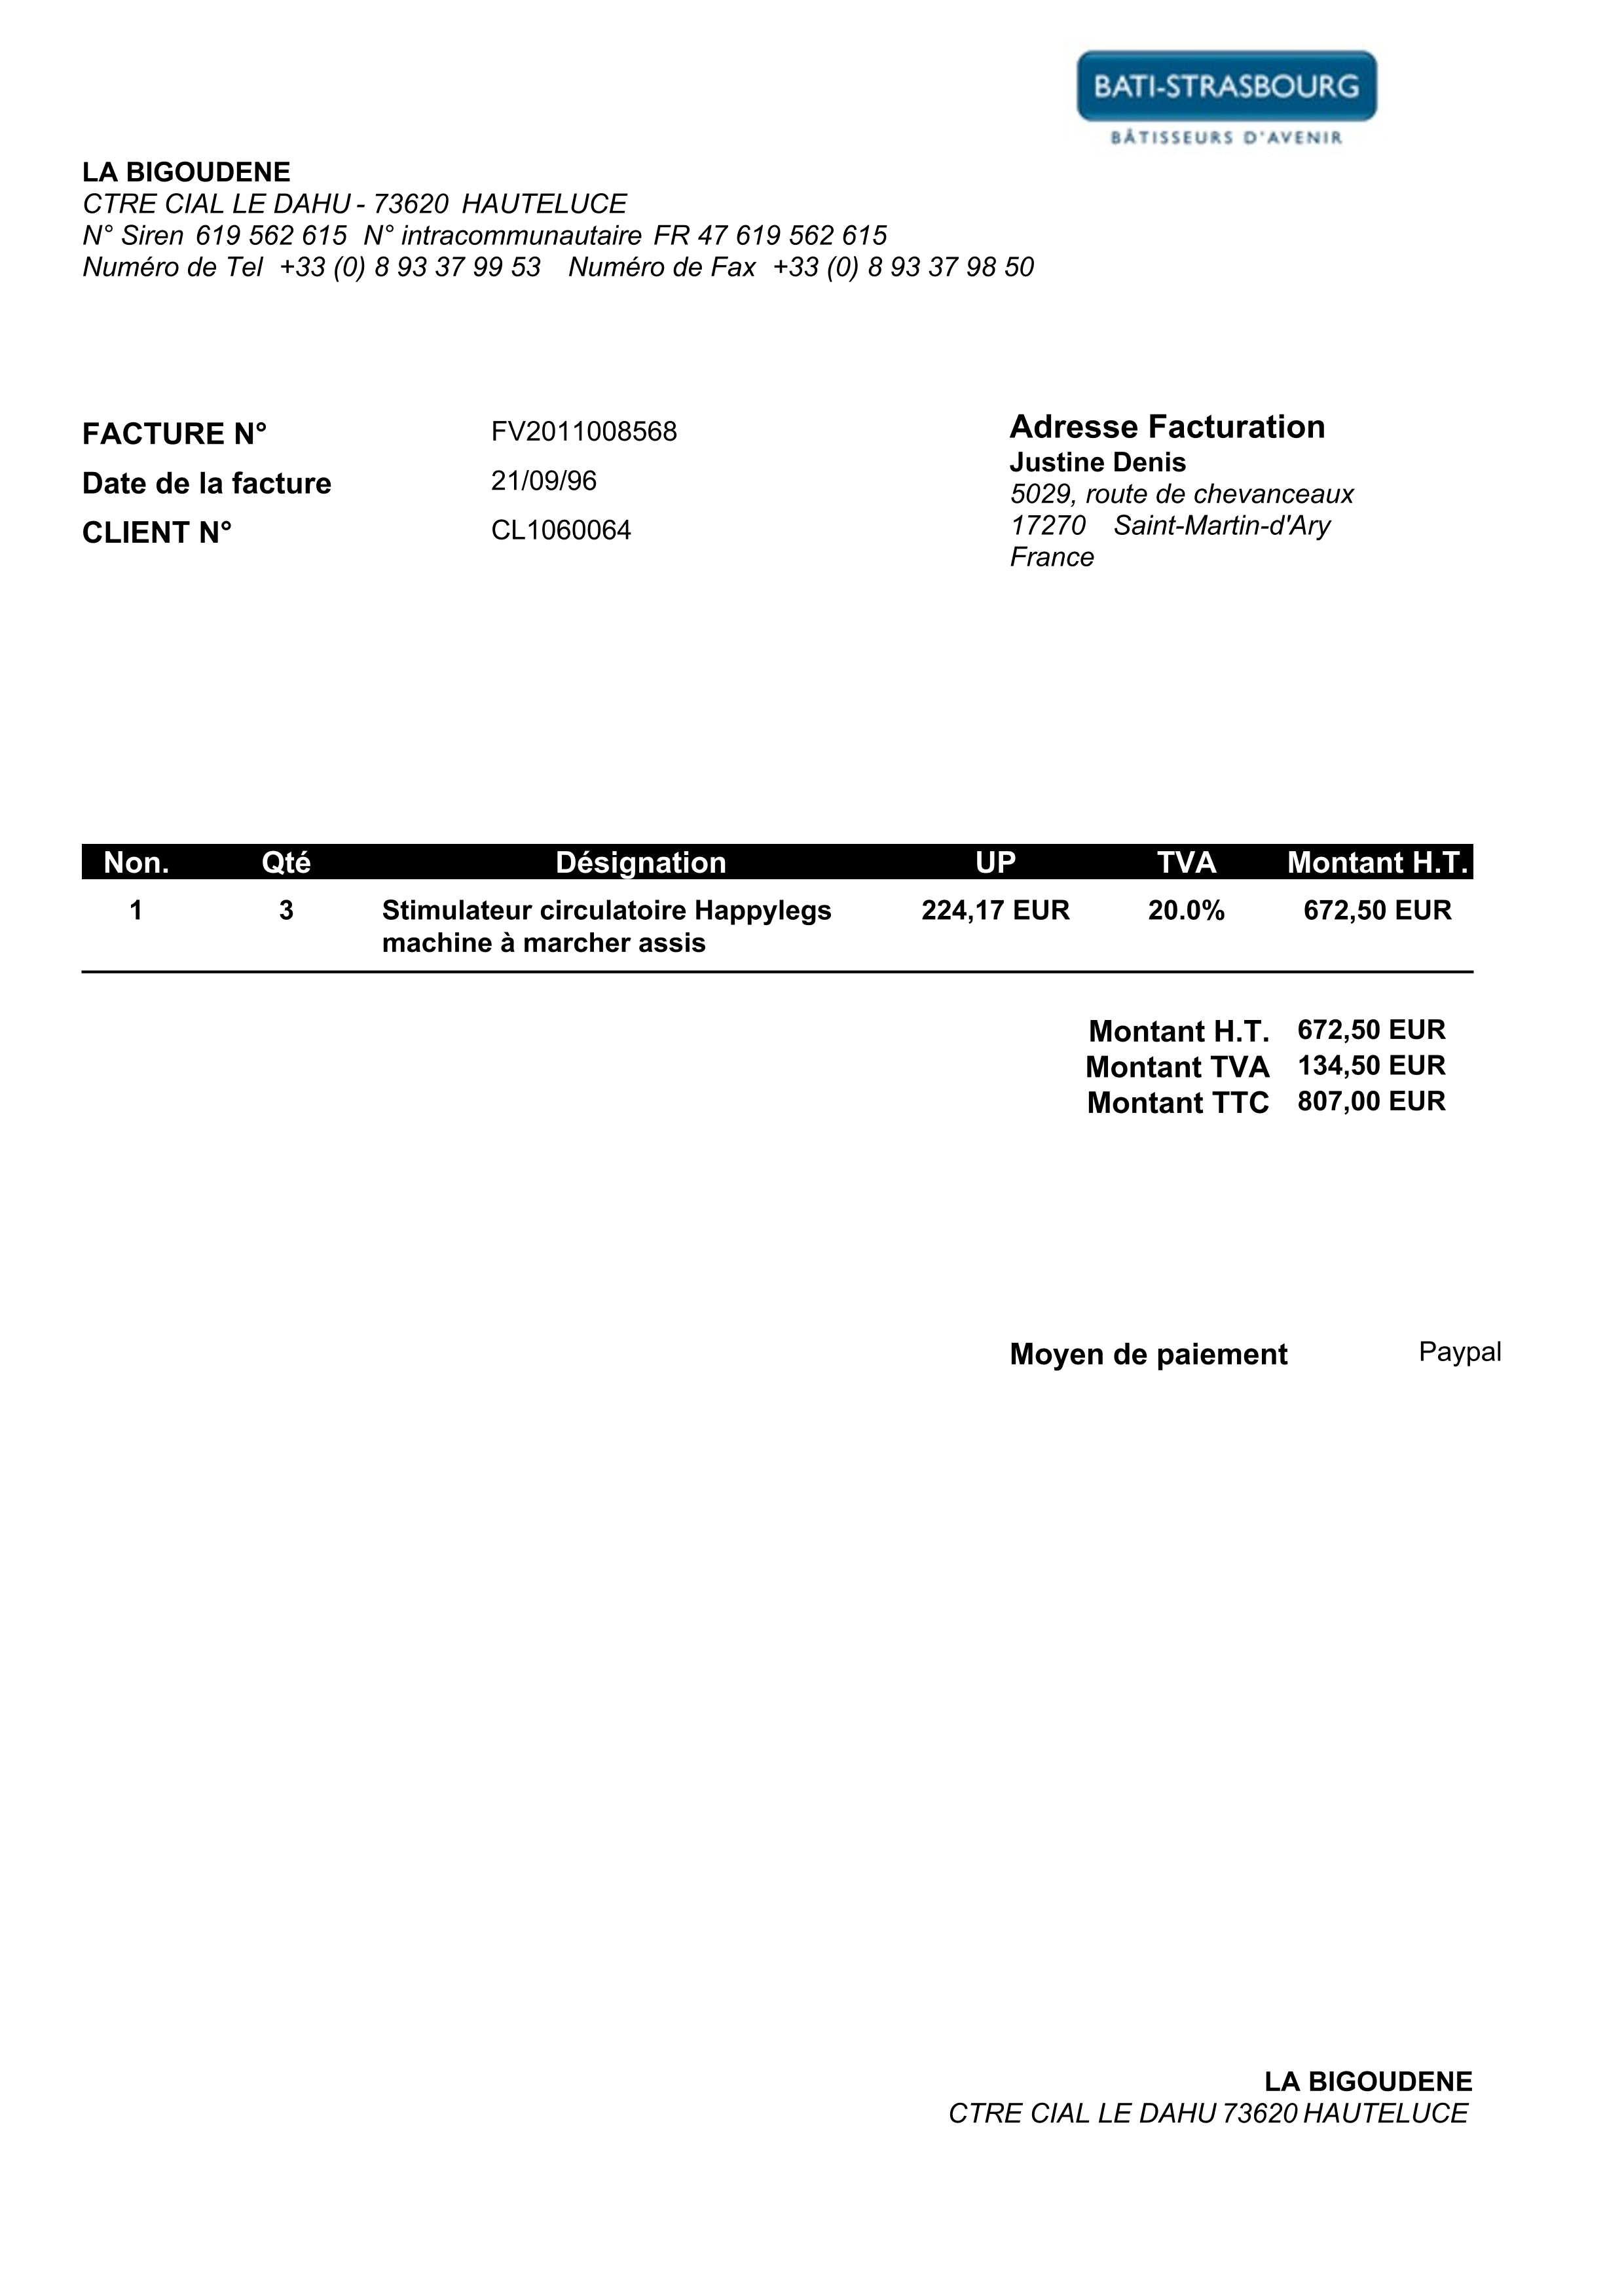 BATI-STRASBOURG
BÂTISSEURS D'AVENIR
LA BIGOUDENE
CTRE CIAL LE DAHU - 73620 HAUTELUCE
N° Siren 619 562 615 N° intracommunautaire FR 47 619 562 615
Numéro de Tel +33 (0) 8 93 37 99 53 Numéro de Fax +33 (0) 8 93 37 98 50
FACTURE N° FV2011008568
Date de la facture 21/09/96
CLIENT N° CL1060064
Adresse Facturation
Justine Denis
5029, route de chevanceaux
17270 Saint-Martin-d'Ary
France
Non. Qté Désignation UP TVA Montant H.T.
1 3 Stimulateur circulatoire Happylegs 224,17 EUR 20.0% 672,50 EUR
machine à marcher assis
Montant H.T. 672,50 EUR
Montant TVA 134,50 EUR
Montant TTC 807,00 EUR
Moyen de paiement Paypal
LA BIGOUDENE
CTRE CIAL LE DAHU 73620 HAUTELUCE